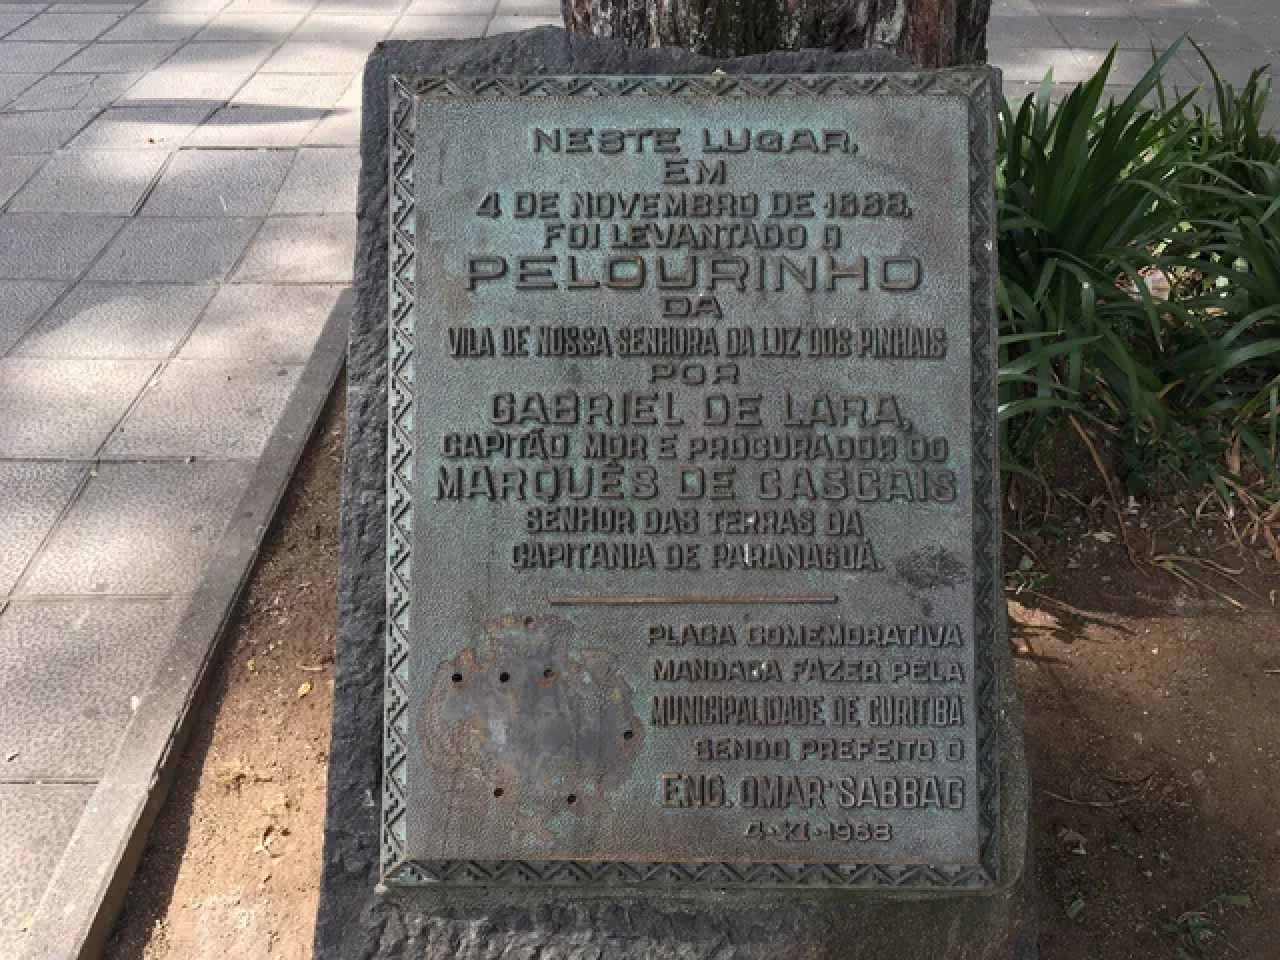 NESTE LUGAR,
EM
4 DE NOVEMBRO DE 1668,
FOI LEVANTADO O
PELOURINHO
DA
VILA DE NOSSA SENHORA DA LUZ DOS PINHAIS
POR
GABRIEL DE LARA,
CAPITÃO MÓR E PROCURADOR DO
MARQUÊS DE CASCAIS
SENHOR DAS TERRAS DA
CAPITANIA DE PARANAGUÁ.
PLACA COMEMORATIVA
MANDADA FAZER PELA
MUNICIPALIDADE DE CURITIBA
SENDO PREFEITO O
ENG. OMAR SABBAG
4-XI-1968